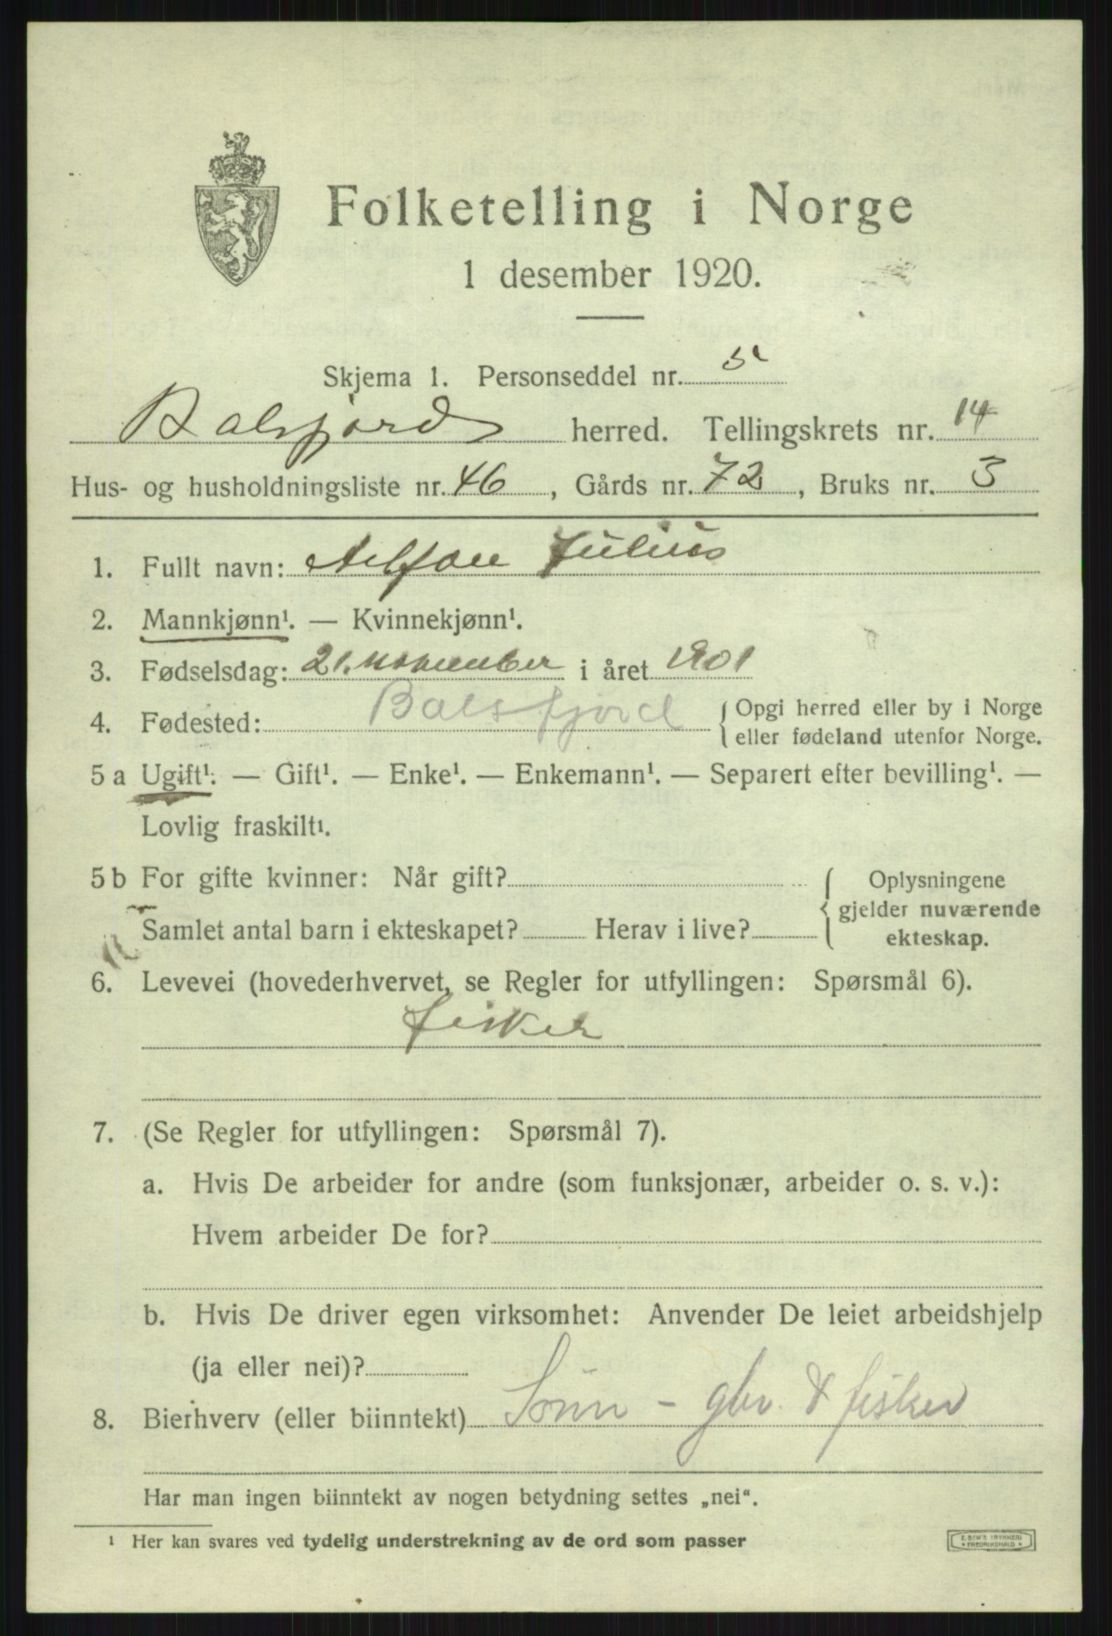 Folketelling i Norge
1 desember 1920.
Skjema 1. Personseddel nr. 5
Balsfjord herred. Tellingskrets nr. 14
Hus- og husholdningsliste nr. 46, Gårds nr. 72, Bruks nr. 3
1. Fullt navn: Julius
2. Mannkjønn¹. — Kvinnekjønn¹.
3. Fødselsdag: 21. november i året 1901
4. Fødested: Balsfjord { Opgi herred eller by i Norge
eller fødeland utenfor Norge.
5 a Ugift¹. — Gift¹. — Enke¹. — Enkemann¹. — Separert efter bevilling¹. —
Lovlig fraskilt¹.
5 b For gifte kvinner: Når gift? Oplysningene
gjelder nuværende
Samlet antal barn i ekteskapet? Herav i live? ekteskap.
6. Levevei (hovederhvervet, se Regler for utfyllingen: Spørsmål 6).
fisker
7. (Se Regler for utfyllingen: Spørsmål 7).
a. Hvis De arbeider for andre (som funksjonær, arbeider o. s. v.):
Hvem arbeider De for?
b. Hvis De driver egen virksomhet: Anvender De leiet arbeidshjelp
(ja eller nei)?
8. Bierhverv (eller biinntekt) Sønn - gbr. & fisker
Har man ingen biinntekt av nogen betydning settes „nei“.
¹ Her kan svares ved tydelig understrekning av de ord som passer